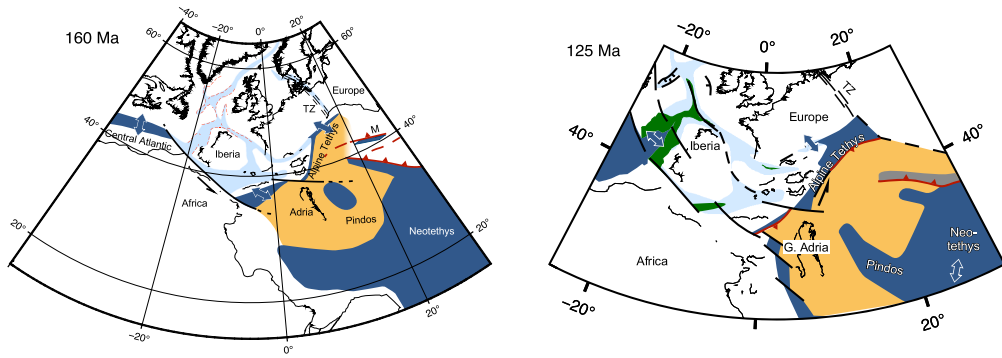 160 Ma
−40°
−20°
0°
20°
40°
60°
60°
TZ
Europe
M
40°
40°
Central Atlantic
Iberia
Alpine Tethys
Africa
Adria
Pindos
Neotethys
20°
20°
−20°
0°
20°
125 Ma
−20°
0°
20°
TZ
Europe
40°
40°
Iberia
Alpine Tethys
G. Adria
Africa
Pindos
Neo-
tethys
−20°
20°